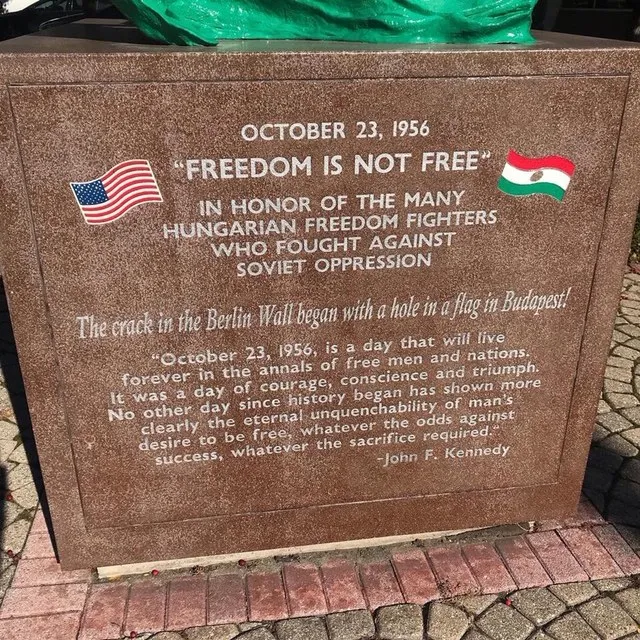 OCTOBER 23, 1956
"FREEDOM IS NOT FREE"
IN HONOR OF THE MANY
HUNGARIAN FREEDOM FIGHTERS
WHO FOUGHT AGAINST
SOVIET OPPRESSION
The crack in the Berlin Wall began with a hole in a flag in Budapest!
"October 23, 1956, is a day that will live
forever in the annals of free men and nations.
It was a day of courage, conscience and triumph.
No other day since history began has shown more
clearly the eternal unquenchability of man's
desire to be free, whatever the odds against
success, whatever the sacrifice required."
-John F. Kennedy